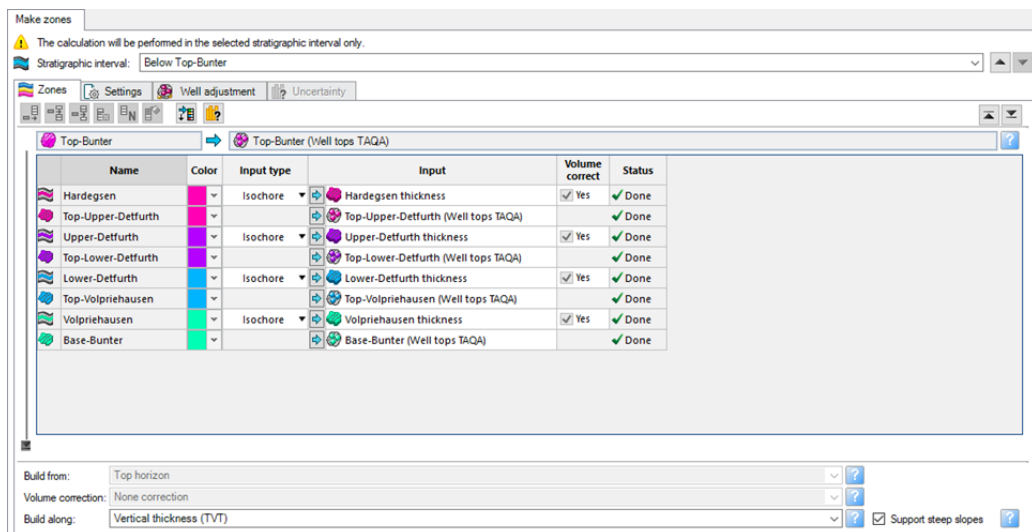 Make zones
The calculation will be performed in the selected stratigraphic interval only.
Stratigraphic interval: Below Top-Bunter
Zones Settings Well adjustment Uncertainty
Top-Bunter Top-Bunter (Well tops TAQA)
Name Color Input type Input Volume correct Status
Hardegsen Isochore Hardegsen thickness Yes Done
Top-Upper-Detfurth Top-Upper-Detfurth (Well tops TAQA) Done
Upper-Detfurth Isochore Upper-Detfurth thickness Yes Done
Top-Lower-Detfurth Top-Lower-Detfurth (Well tops TAQA) Done
Lower-Detfurth Isochore Lower-Detfurth thickness Yes Done
Top-Volpriehausen Top-Volpriehausen (Well tops TAQA) Done
Volpriehausen Isochore Volpriehausen thickness Yes Done
Base-Bunter Base-Bunter (Well tops TAQA) Done
Build from: Top horizon
Volume correction: None correction
Build along: Vertical thickness (TVT) Support steep slopes